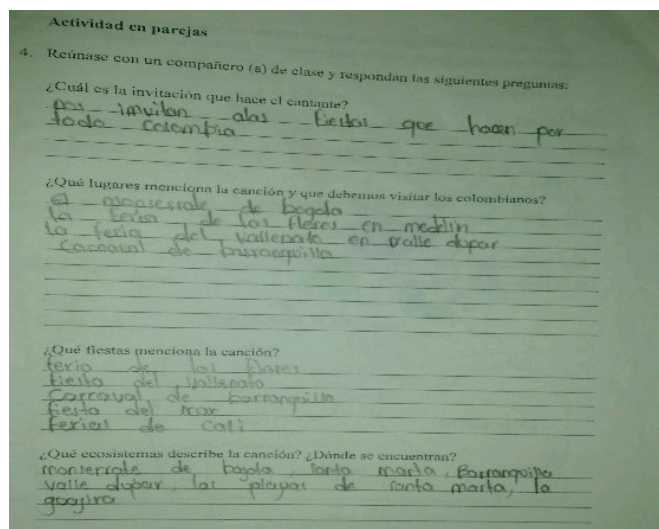 Actividad en parejas
4. Reúnase con un compañero (a) de clase y respondan las siguientes preguntas:
¿Cuál es la invitación que hace el cantante?
nos imvitan alas fiestas que hacen por
todo colombia
¿Qué lugares menciona la canción y que debemos visitar los colombianos?
el monserrate de bogota
la feria de las flores en medellin
la feria del vallenato en valle dupar
Carnaval de barranquilla
¿Qué fiestas menciona la canción?
feria de las flores
fiesta del vallenato
Carnaval de barranquilla
fiesta del mar
ferias de cali
¿Qué ecosistemas describe la canción? ¿Dónde se encuentran?
monserrate de bogota, santa marta, Barranquilla
valle dupar, las playas de santa marta, la
guajira